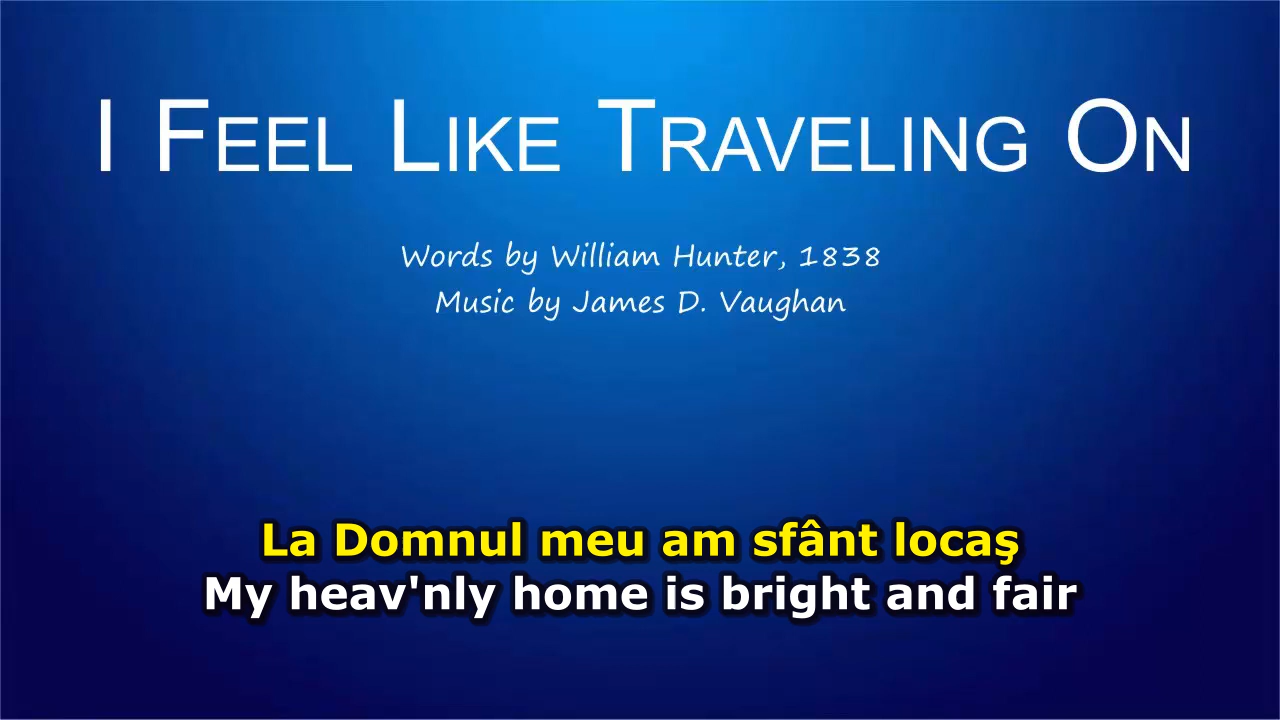 I Feel Like Traveling On
Words by William Hunter, 1838
Music by James D. Vaughan
La Domnul meu am sfânt locaş
My heav'nly home is bright and fair